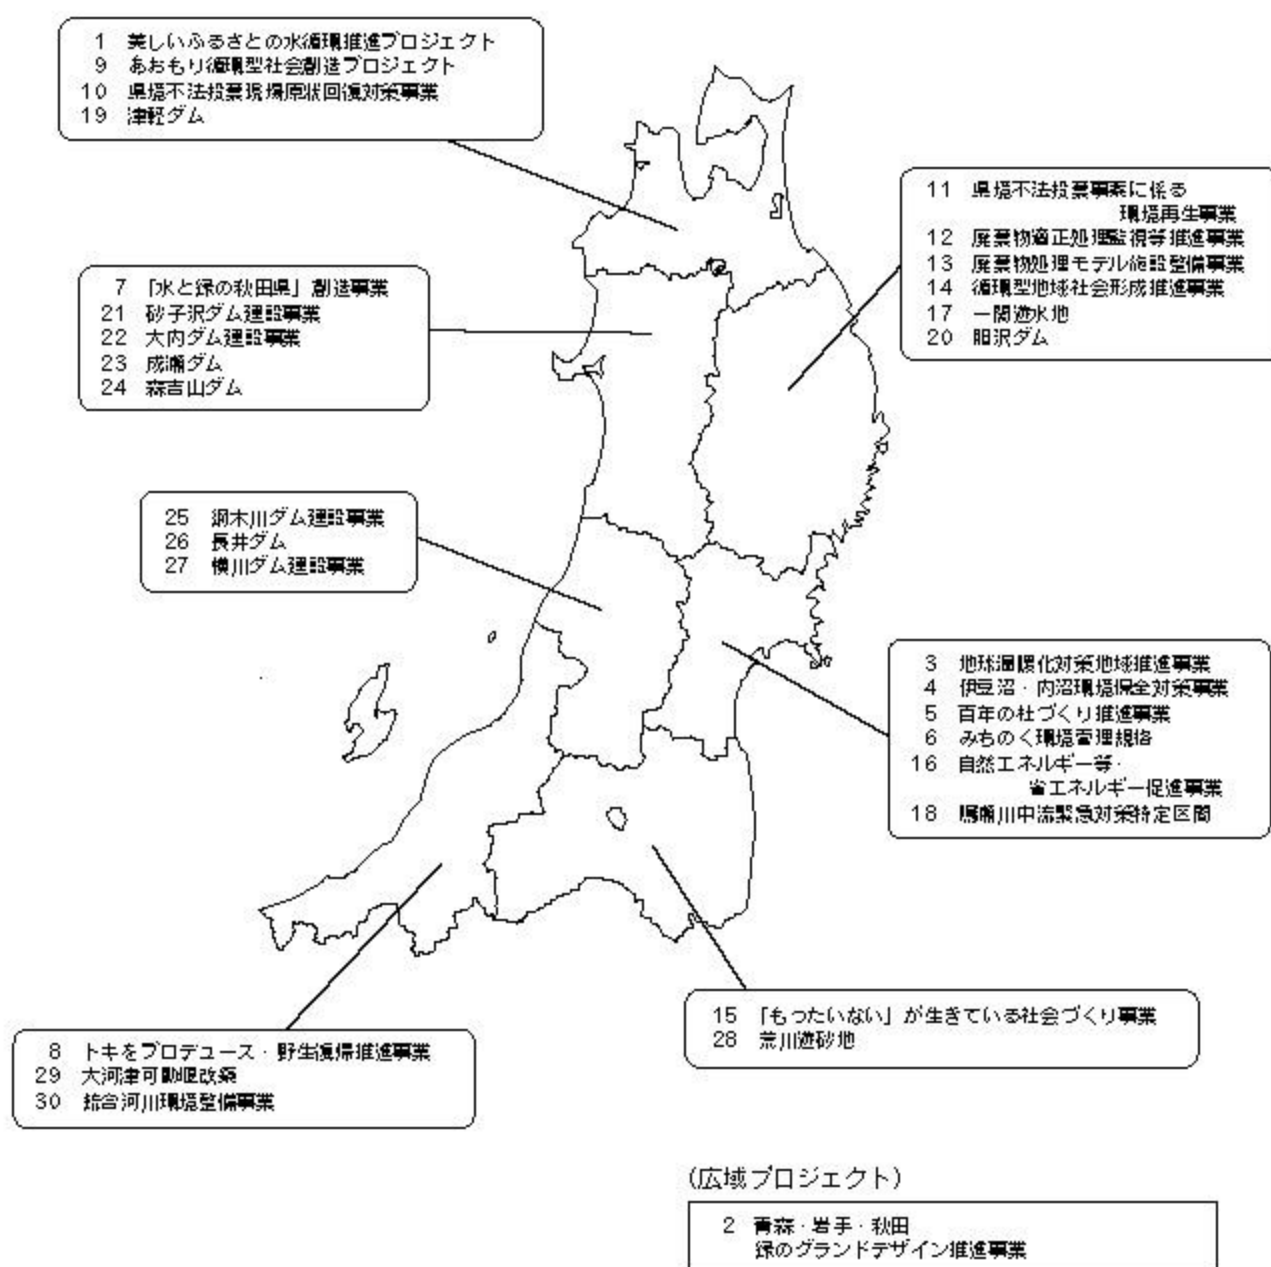 1 美しいふるさとの水循環推進プロジェクト
9 あおもり循環型社会創造プロジェクト
10 県境不法投棄現場原状回復対策事業
19 津軽ダム
11 県境不法投棄事案に係る
環境再生事業
12 廃棄物適正処理監視等推進事業
13 廃棄物処理モデル施設整備事業
14 循環型地域社会形成推進事業
17 一関遊水地
20 胆沢ダム
7 「水と緑の秋田県」創造事業
21 砂子沢ダム建設事業
22 大内ダム建設事業
23 成瀬ダム
24 森吉山ダム
25 綱木川ダム建設事業
26 長井ダム
27 横川ダム建設事業
3 地球温暖化対策地域推進事業
4 伊豆沼・内沼環境保全対策事業
5 百年の杜づくり推進事業
6 みちのく環境管理規格
16 自然エネルギー等・
省エネルギー促進事業
18 鳴瀬川中流緊急対策特定区間
15 「もったいない」が生きている社会づくり事業
28 荒川遊砂地
8 トキをプロデュース・野生復帰推進事業
29 大河津可動堰改築
30 総合河川環境整備事業
(広域プロジェクト)
2 青森・岩手・秋田
緑のグランドデザイン推進事業